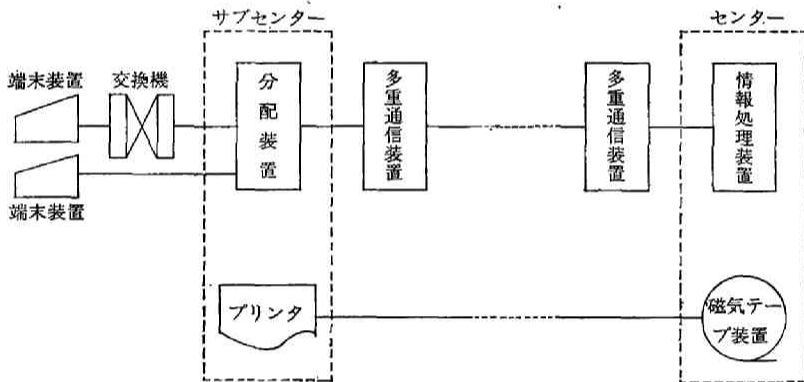 サブセンター
センター
端末装置
交換機
分配装置
多重通信装置
多重通信装置
情報処理装置
端末装置
プリンタ
磁気テー
プ装置